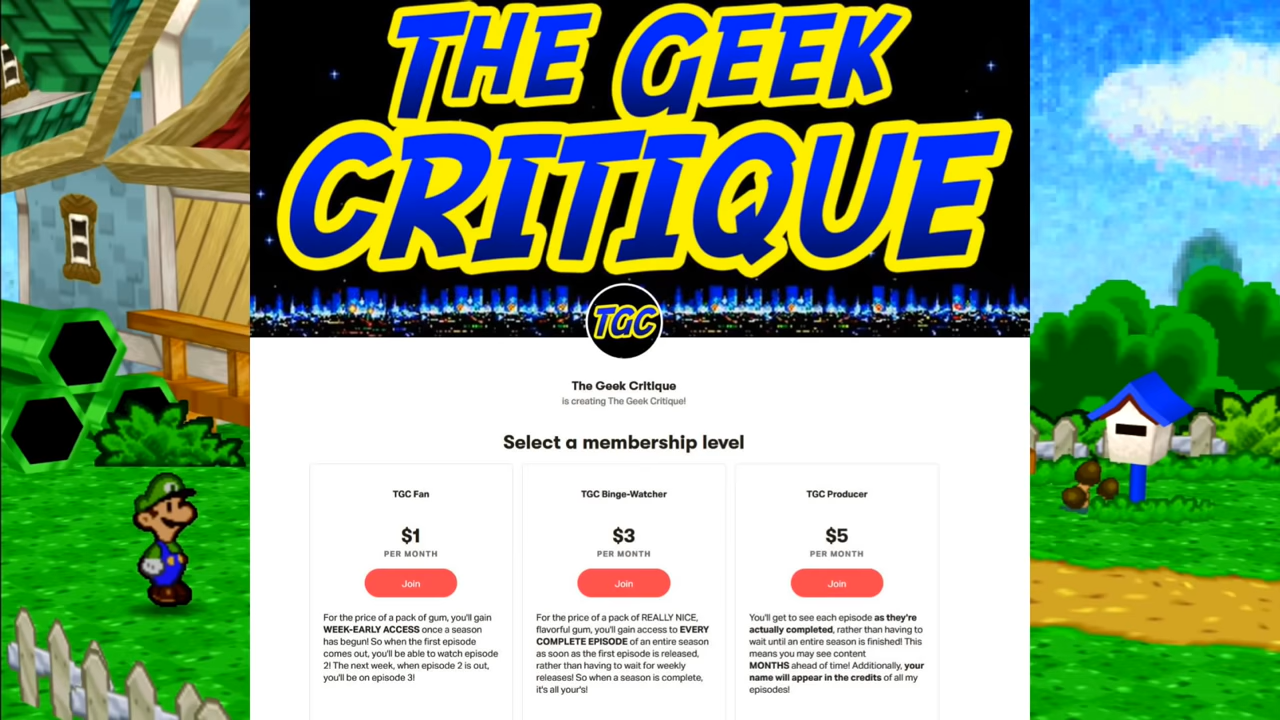 THE GEEK
CRITIQUE
TGC
The Geek Critique
is creating The Geek Critique!
Select a membership level
TGC Fan
$1
PER MONTH
Join
For the price of a pack of gum, you'll gain
WEEK-EARLY ACCESS once a season
has begun! So when the first episode
comes out, you'll be able to watch episode
2! The next week, when episode 2 is out,
you'll be on episode 3!
TGC Binge-Watcher
$3
PER MONTH
Join
For the price of a pack of REALLY NICE,
flavorful gum, you'll gain access to EVERY
COMPLETE EPISODE of an entire season
as soon as the first episode is released,
rather than having to wait for weekly
releases! So when a season is complete,
it's all your's!
TGC Producer
$5
PER MONTH
Join
You'll get to see each episode as they're
actually completed, rather than having to
wait until an entire season is finished! This
means you may see content
MONTHS ahead of time! Additionally, your
name will appear in the credits of all my
episodes!